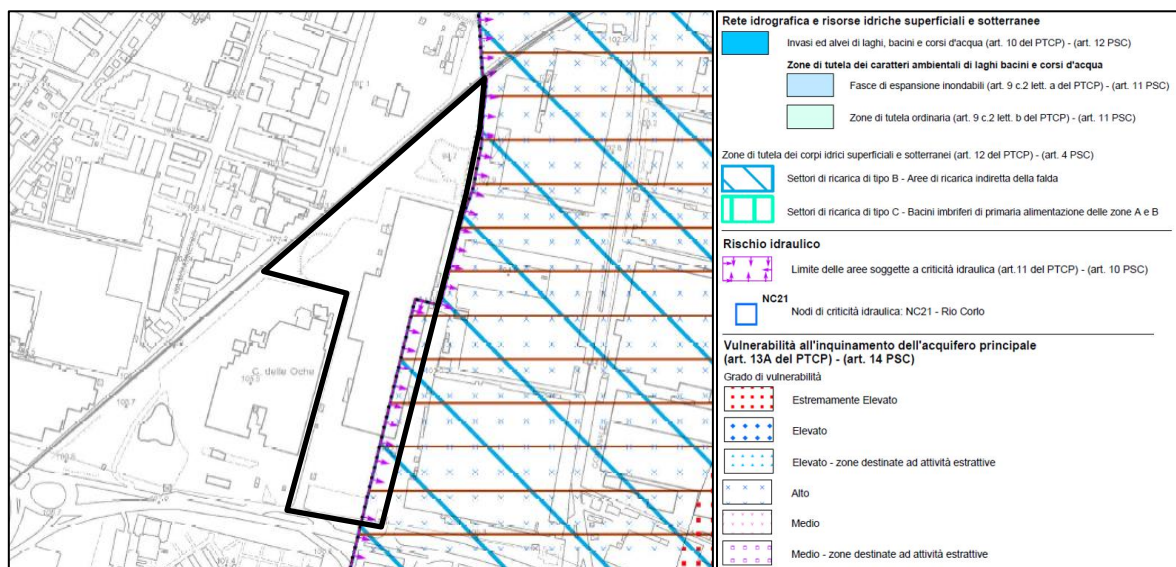 C. delle Oche
Rete idrografica e risorse idriche superficiali e sotterranee
Invasi ed alvei di laghi, bacini e corsi d'acqua (art. 10 del PTCP) - (art. 12 PSC)
Zone di tutela dei caratteri ambientali di laghi bacini e corsi d'acqua
Fasce di espansione inondabili (art. 9 c.2 lett. a del PTCP) - (art. 11 PSC)
Zone di tutela ordinaria (art. 9 c.2 lett. b del PTCP) - (art. 11 PSC)
Zone di tutela dei corpi idrici superficiali e sotterranei (art. 12 del PTCP) - (art. 4 PSC)
Settori di ricarica di tipo B - Aree di ricarica indiretta della falda
Settori di ricarica di tipo C - Bacini imbriferi di primaria alimentazione delle zone A e B
Rischio idraulico
Limite delle aree soggette a criticità idraulica (art.11 del PTCP) - (art. 10 PSC)
NC21
Nodi di criticità idraulica: NC21 - Rio Corlo
Vulnerabilità all'inquinamento dell'acquifero principale
(art. 13A del PTCP) - (art. 14 PSC)
Grado di vulnerabilità
Estremamente Elevato
Elevato
Elevato - zone destinate ad attività estrattive
Alto
Medio
Medio - zone destinate ad attività estrattive